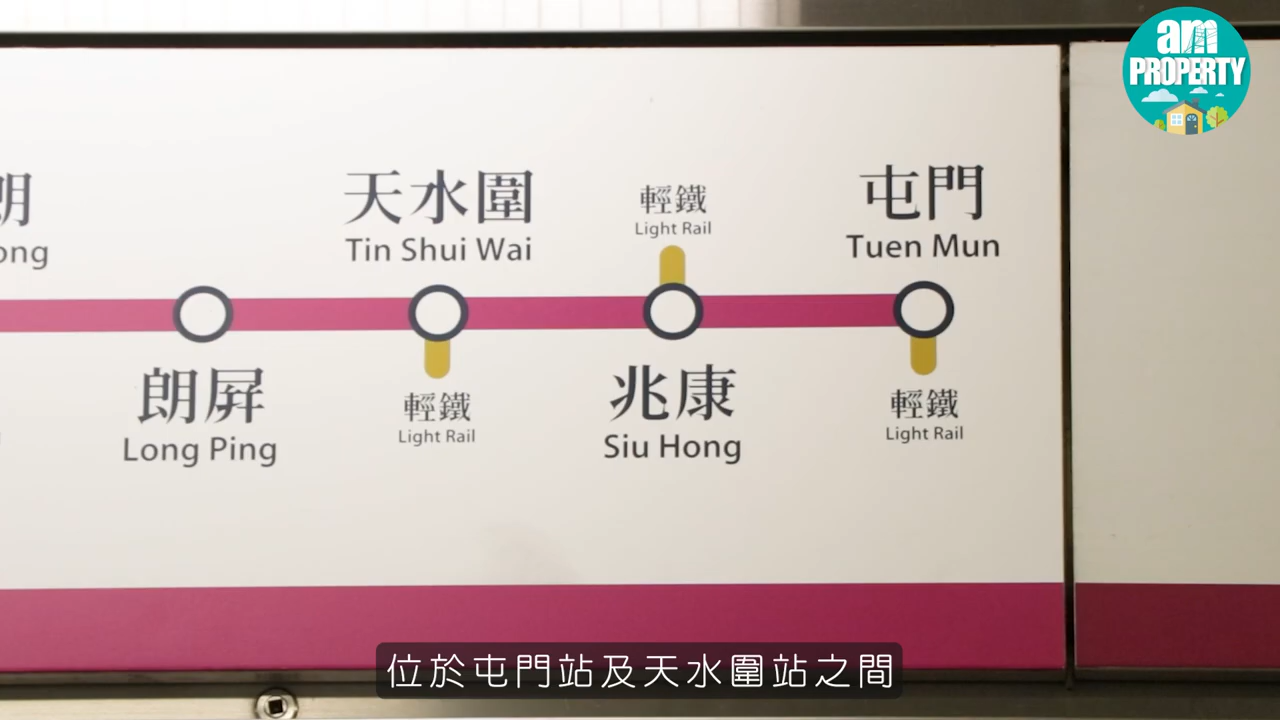 am
PROPERTY
朗
ong
天水圍
Tin Shui Wai
輕鐵
Light Rail
屯門
Tuen Mun
朗屏
Long Ping
輕鐵
Light Rail
兆康
Siu Hong
輕鐵
Light Rail
位於屯門站及天水圍站之間